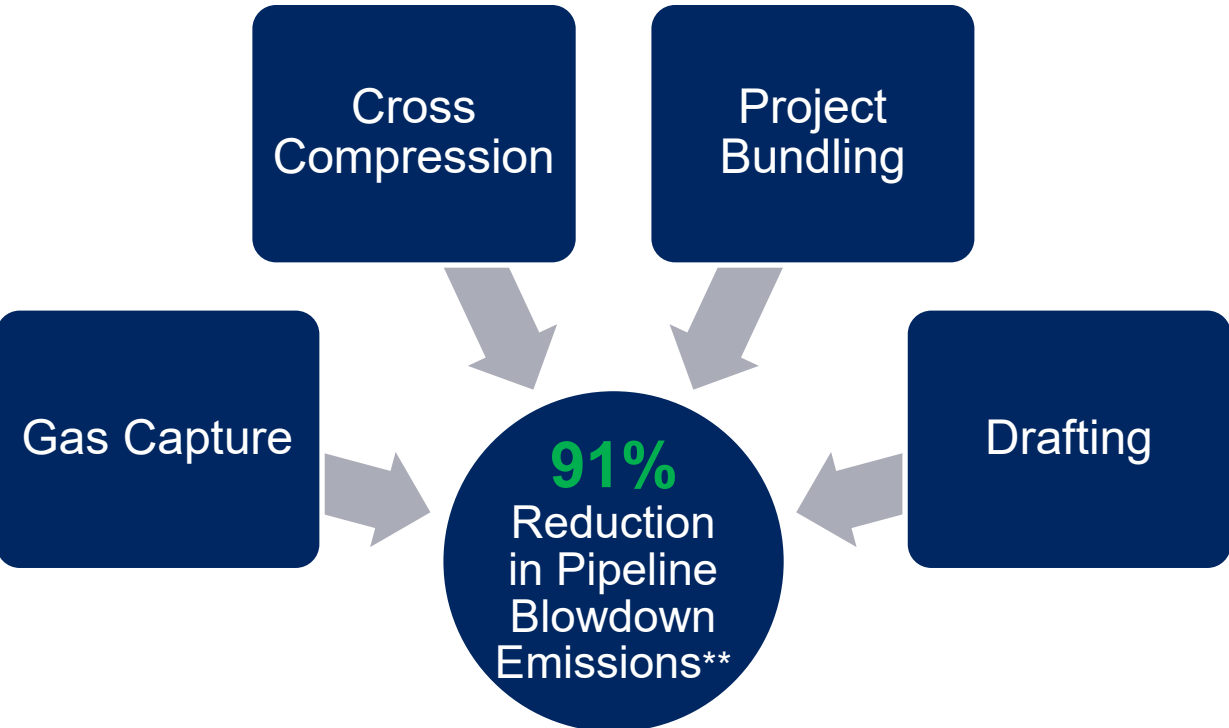 Cross
Compression
Project
Bundling
Gas Capture
Drafting
91%
Reduction
in Pipeline
Blowdown
Emissions**